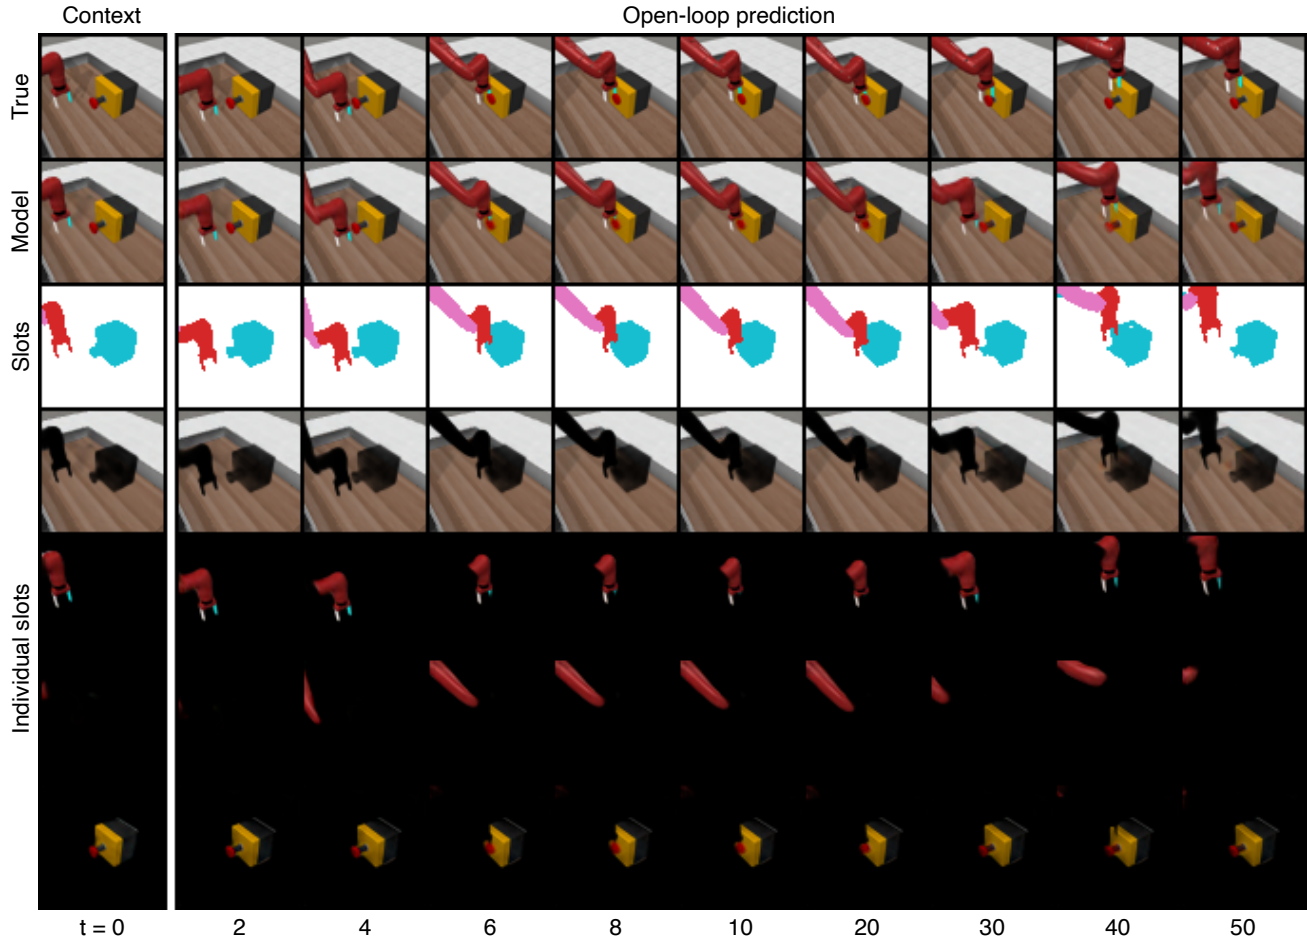 Context
Open-loop prediction
True
Model
Slots
Individual slots
t = 0
2
4
6
8
10
20
30
40
50